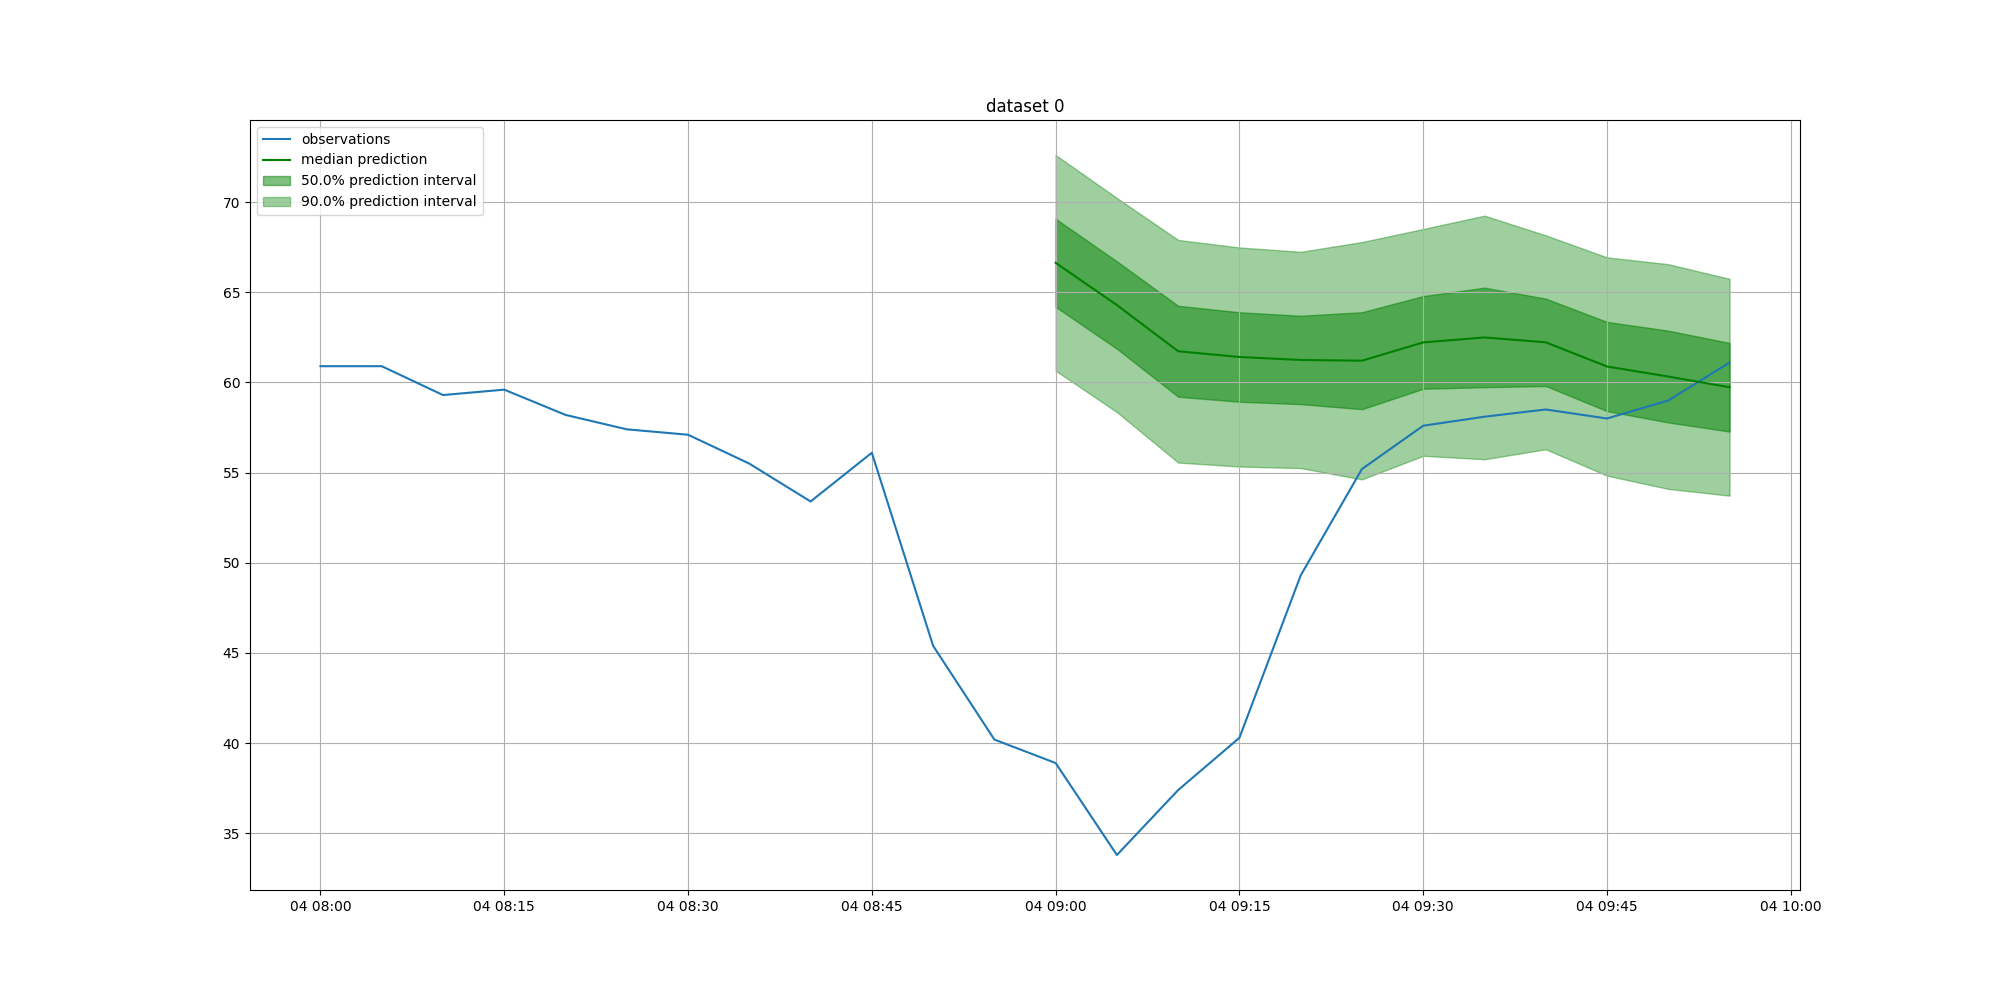 dataset 0
observations
median prediction
50.0% prediction interval
90.0% prediction interval
70
65
60
55
50
45
40
35
04 08:00 04 08:15 04 08:30 04 08:45 04 09:00 04 09:15 04 09:30 04 09:45 04 10:00